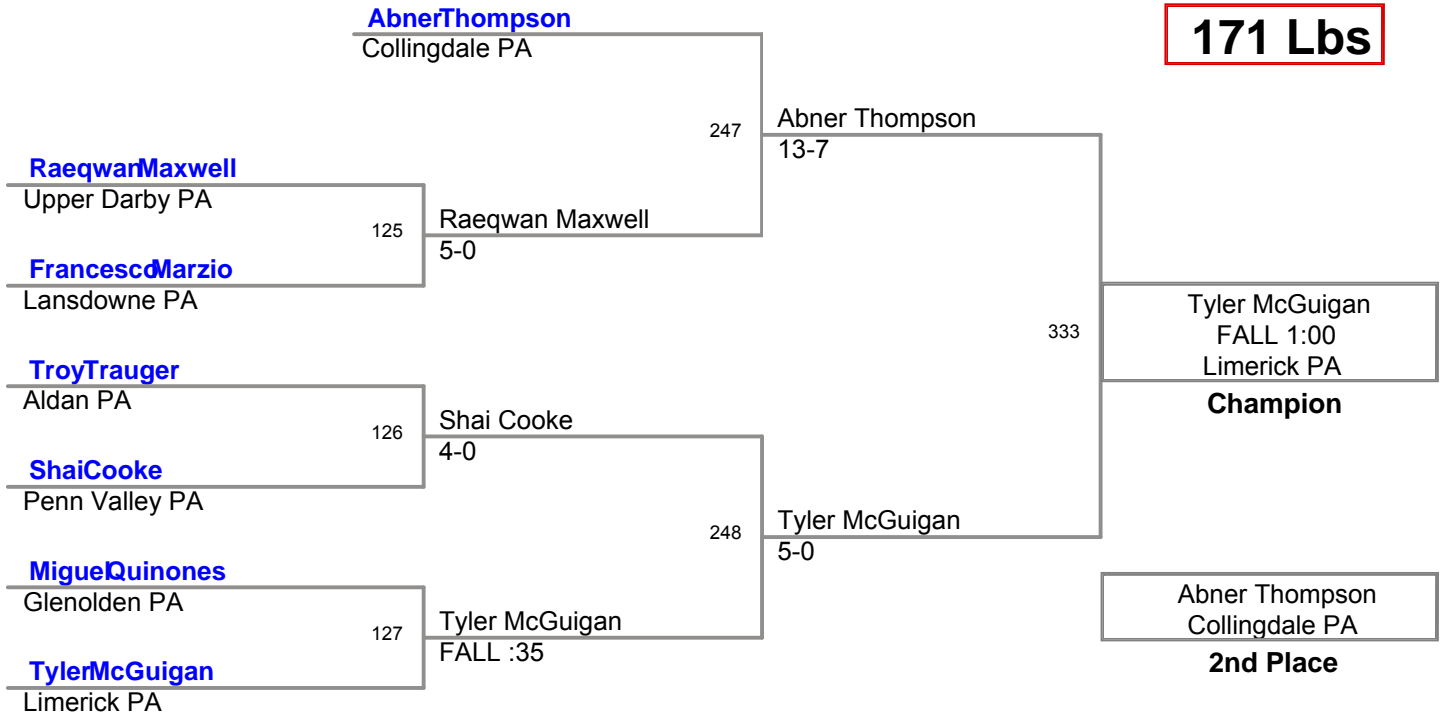 AbnerThompson
Collingdale PA
171 Lbs
247
Abner Thompson
13-7
RaeqwanMaxwell
Upper Darby PA
125
Raeqwan Maxwell
5-0
FrancescoMarzio
Lansdowne PA
333
Tyler McGuigan
FALL 1:00
Limerick PA
Champion
TroyTrauger
Aldan PA
126
Shai Cooke
4-0
ShaiCooke
Penn Valley PA
248
Tyler McGuigan
5-0
MiguelQuinones
Glenolden PA
127
Tyler McGuigan
FALL :35
TylerMcGuigan
Limerick PA
Abner Thompson
Collingdale PA
2nd Place